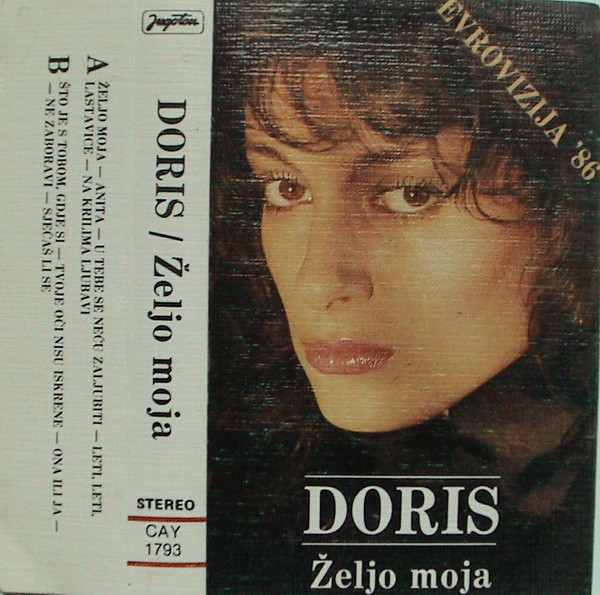 Jugoton
DORIS / Željo moja
A
ŽELJO MOJA — ANITA — U TEBE SE NEĆU ZALJUBITI — LETI, LETI,
LASTAVICE — NA KRILIMA LJUBAVI
B
ŠTO JE S TOBOM, GDJE SI — TVOJE OČI NISU ISKRENE — ONA ILI JA —
— NE ZABORAVI — SJEĆAŠ LI SE
STEREO
CAY
1793
EVROVIZIJA '86
DORIS
Željo moja